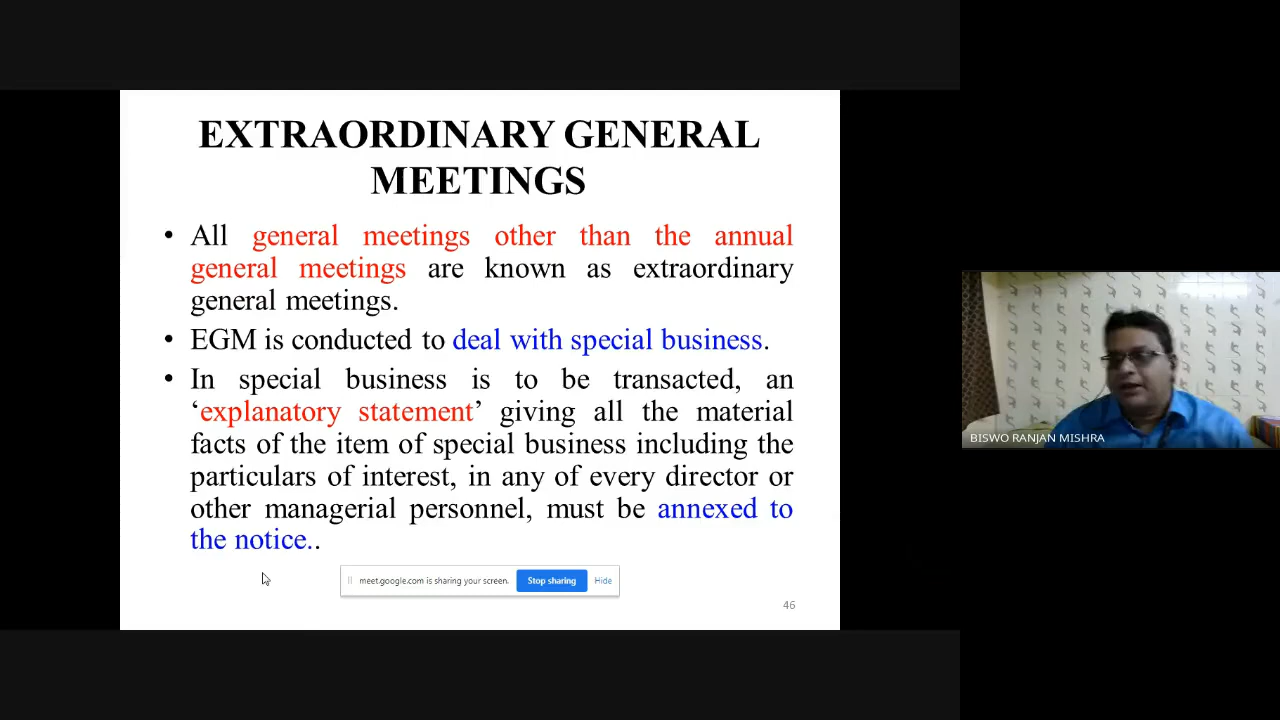 EXTRAORDINARY GENERAL
MEETINGS
• All general meetings other than the annual
general meetings are known as extraordinary
general meetings.
• EGM is conducted to deal with special business.
• In special business is to be transacted, an
‘explanatory statement’ giving all the material
facts of the item of special business including the
particulars of interest, in any of every director or
other managerial personnel, must be annexed to
the notice..
meet.google.com is sharing your screen. Stop sharing Hide
46
BISWO RANJAN MISHRA